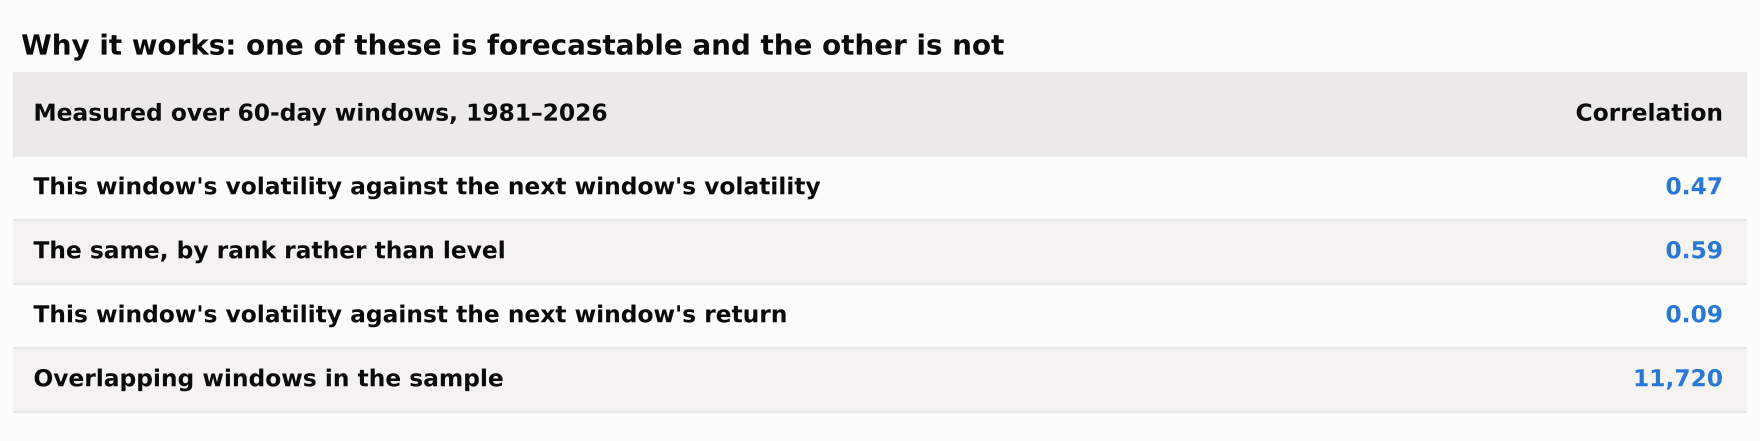 Why it works: one of these is forecastable and the other is not
Measured over 60-day windows, 1981–2026 Correlation
This window's volatility against the next window's volatility 0.47
The same, by rank rather than level 0.59
This window's volatility against the next window's return 0.09
Overlapping windows in the sample 11,720